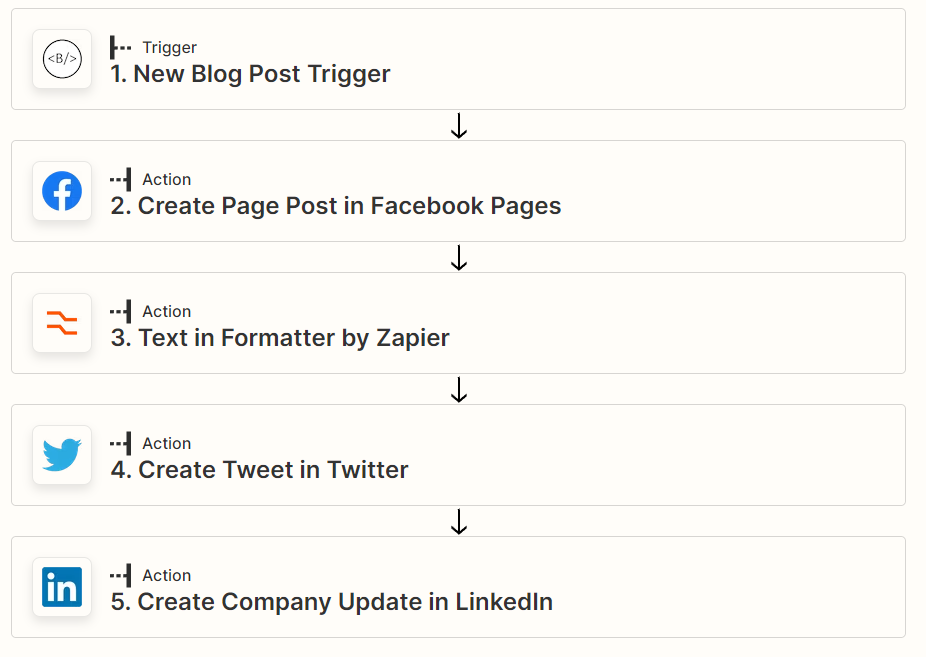 <B/>
Trigger
1. New Blog Post Trigger
Action
2. Create Page Post in Facebook Pages
Action
3. Text in Formatter by Zapier
Action
4. Create Tweet in Twitter
in
Action
5. Create Company Update in LinkedIn